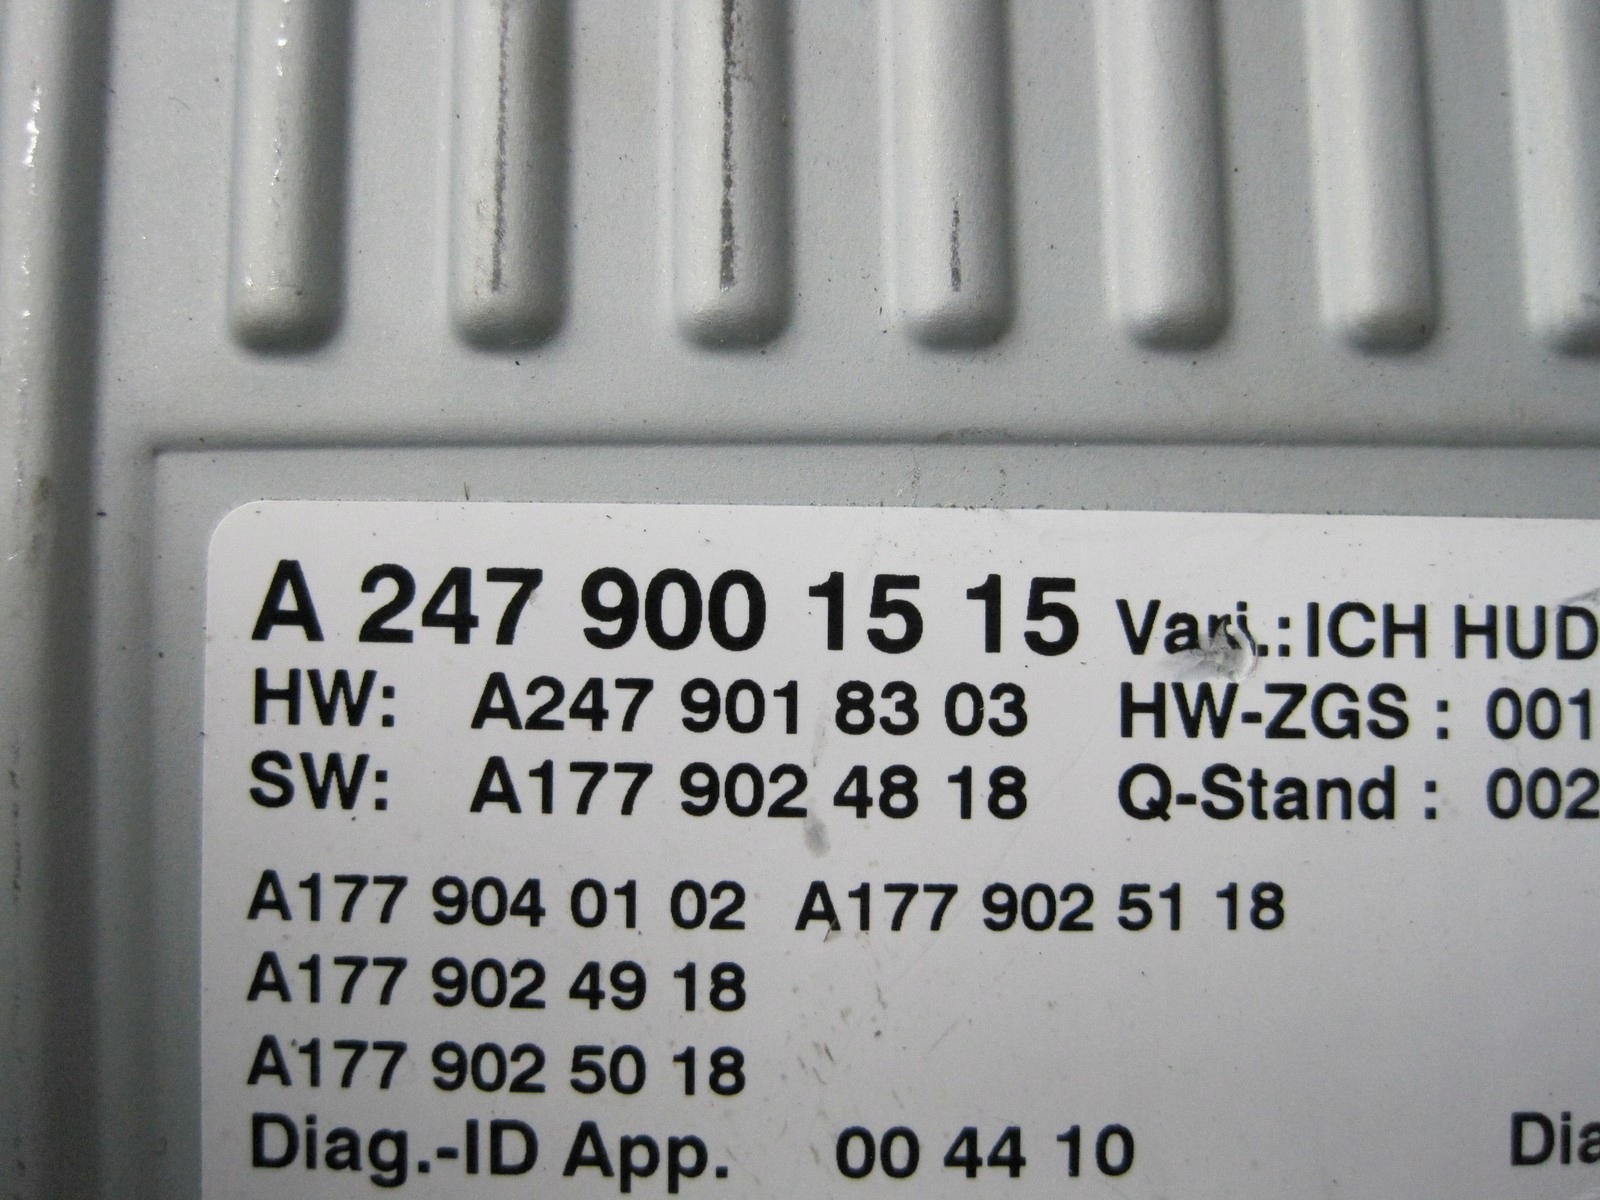 A 247 900 15 15 Vari.: ICH HUD
HW: A247 901 83 03 HW-ZGS : 001
SW: A177 902 48 18 Q-Stand : 002
A177 904 01 02 A177 902 51 18
A177 902 49 18
A177 902 50 18
Diag.-ID App. 00 44 10 Dia